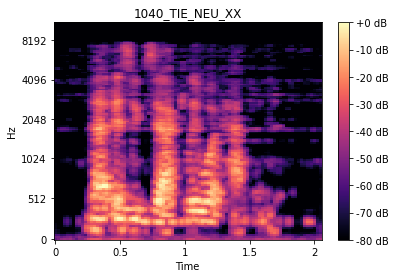 1040_TIE_NEU_XX
8192
4096
2048
1024
512
0
Hz
0
0.5
1
1.5
2
Time
+0 dB
-10 dB
-20 dB
-30 dB
-40 dB
-50 dB
-60 dB
-70 dB
-80 dB